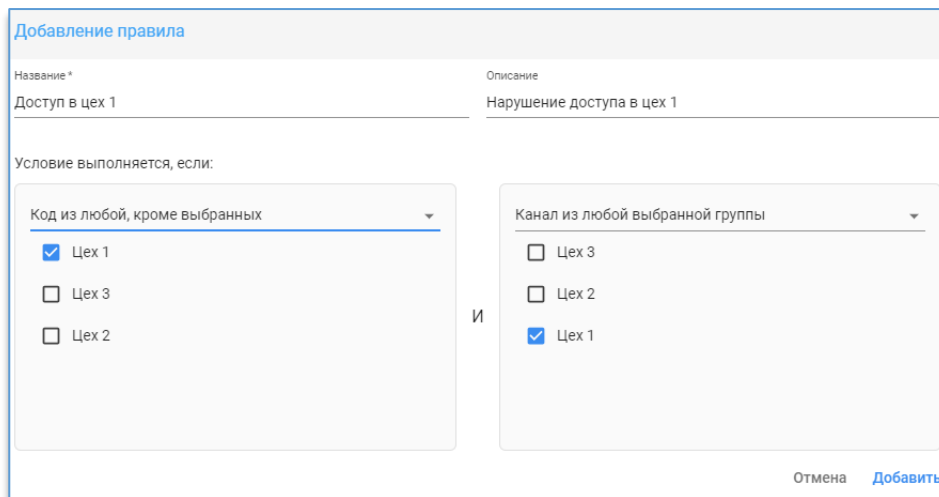 Добавление правила
Название *
Описание
Доступ в цех 1
Нарушение доступа в цех 1
Условие выполняется, если:
Код из любой, кроме выбранных
Цех 1
Цех 3
Цех 2
И
Канал из любой выбранной группы
Цех 3
Цех 2
Цех 1
Отмена
Добавить